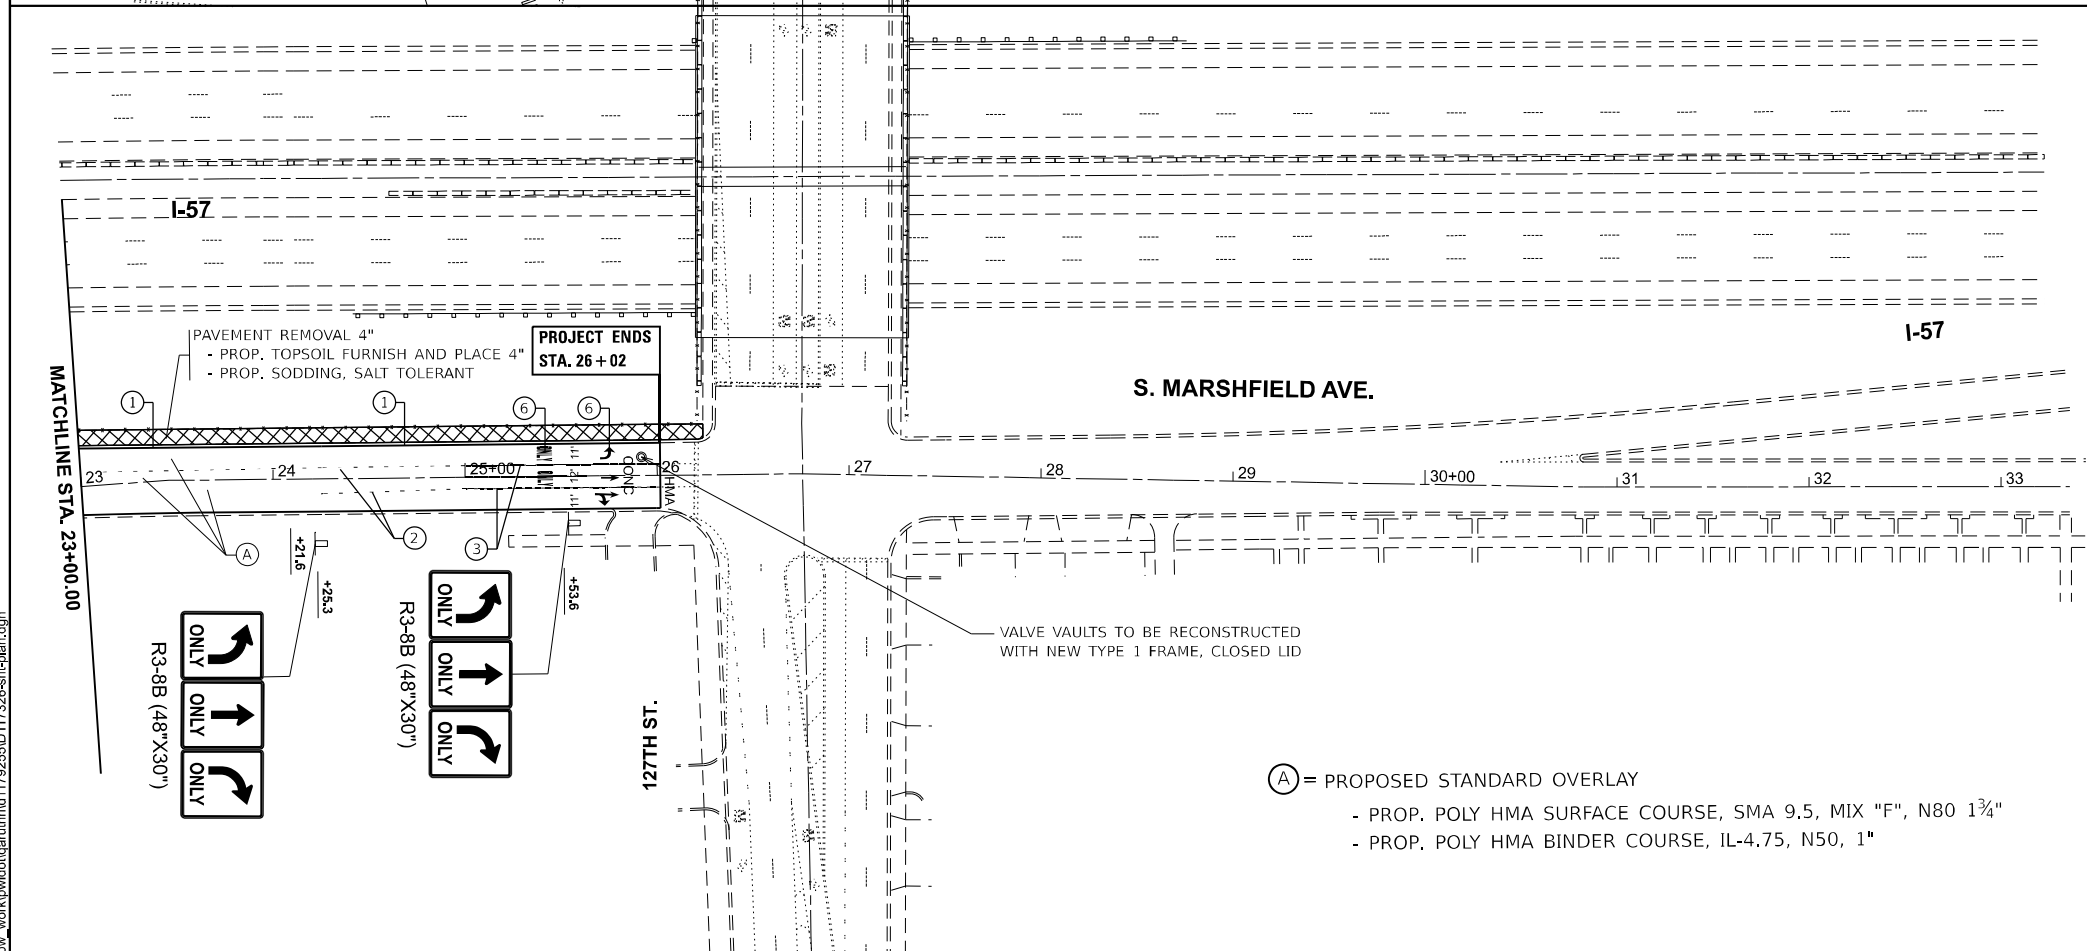 I-57
I-57
PAVEMENT REMOVAL 4"
- PROP. TOPSOIL FURNISH AND PLACE 4"
- PROP. SODDING, SALT TOLERANT
PROJECT ENDS
STA. 26+02
S. MARSHFIELD AVE.
MATCHLINE STA. 23+00.00
1
1
6
6
23
24
25+00
26
27
28
29
30+00
31
32
33
ONLY
11'
12'
11'
CONC
HMA
A
2
3
+21.6
+25.3
+53.6
ONLY
ONLY
ONLY
R3-8B (48"X30")
ONLY
ONLY
ONLY
R3-8B (48"X30")
127TH ST.
VALVE VAULTS TO BE RECONSTRUCTED
WITH NEW TYPE 1 FRAME, CLOSED LID
A = PROPOSED STANDARD OVERLAY
- PROP. POLY HMA SURFACE COURSE, SMA 9.5, MIX "F", N80 1¾"
- PROP. POLY HMA BINDER COURSE, IL-4.75, N50, 1"